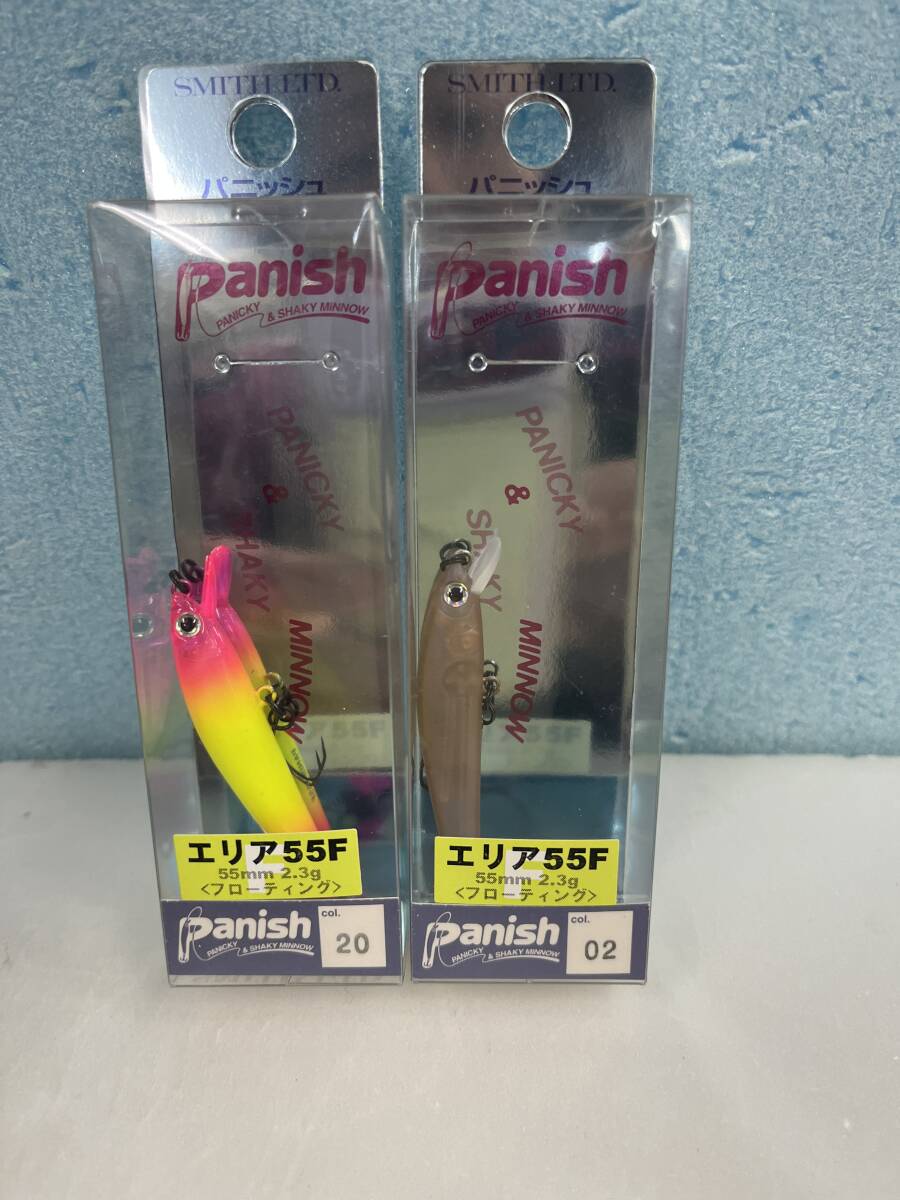 SMITH LTD.
パニッシュ
Panish
PANICKY & SHAKY MINNOW
PANICKY
&
SHAKY
MINNOW
エリア55F
55mm 2.3g
<フローティング>
Panish
PANICKY & SHAKY MINNOW
col.
20
SMITH LTD.
パニッシュ
Panish
PANICKY & SHAKY MINNOW
PANICKY
&
SHAKY
MINNOW
エリア55F
55mm 2.3g
<フローティング>
Panish
PANICKY & SHAKY MINNOW
col.
02